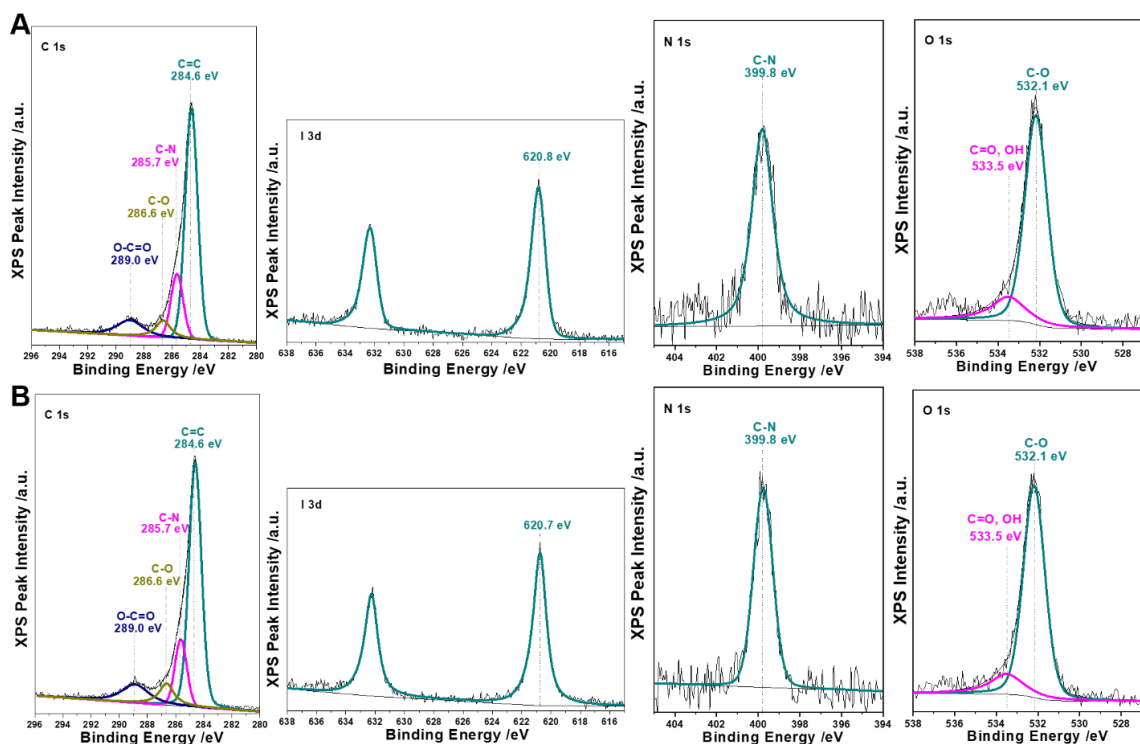 A
C 1s
C=C
284.6 eV
C-N
285.7 eV
C-O
286.6 eV
O-C=O
289.0 eV
XPS Peak Intensity /a.u.
296 294 292 290 288 286 284 282 280
Binding Energy /eV
I 3d
620.8 eV
XPS Peak Intensity /a.u.
638 636 634 632 630 628 626 624 622 620 618 616
Binding Energy /eV
N 1s
C-N
399.8 eV
XPS Peak Intensity /a.u.
404 402 400 398 396 394
Binding Energy /eV
O 1s
C-O
532.1 eV
C=O, OH
533.5 eV
XPS Intensity /a.u.
538 536 534 532 530 528
Binding Energy /eV
B
C 1s
C=C
284.6 eV
C-N
285.7 eV
C-O
286.6 eV
O-C=O
289.0 eV
XPS Peak Intensity /a.u.
296 294 292 290 288 286 284 282 280
Binding Energy /eV
I 3d
620.7 eV
XPS Peak Intensity /a.u.
638 636 634 632 630 628 626 624 622 620 618 616
Binding Energy /eV
N 1s
C-N
399.8 eV
XPS Peak Intensity /a.u.
404 402 400 398 396 394
Binding Energy /eV
O 1s
C-O
532.1 eV
C=O, OH
533.5 eV
XPS Intensity /a.u.
538 536 534 532 530 528
Binding Energy /eV